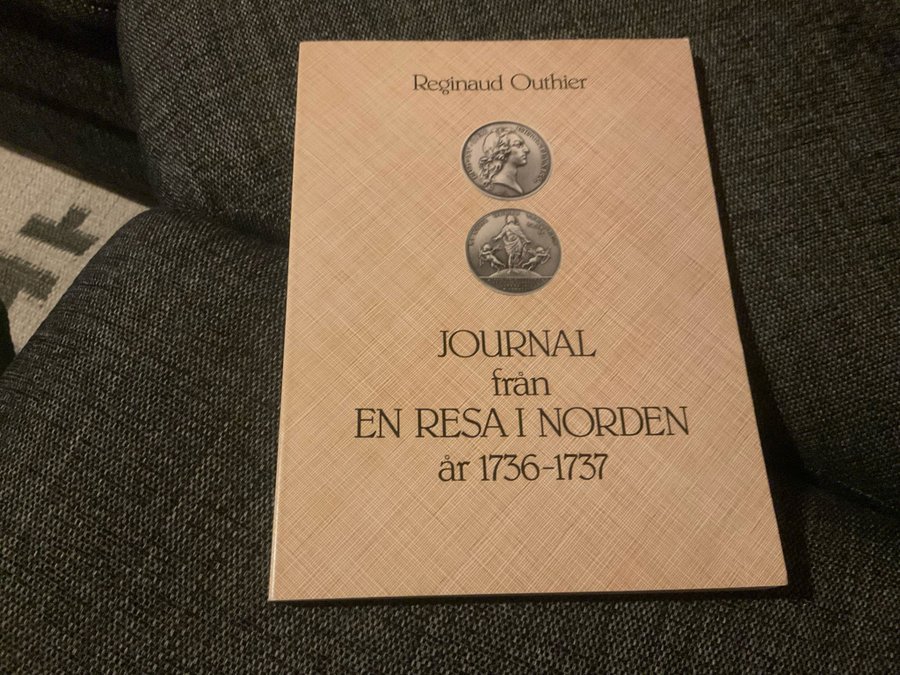 Reginaud Outhier
JOURNAL
från
EN RESA I NORDEN
år 1736-1737